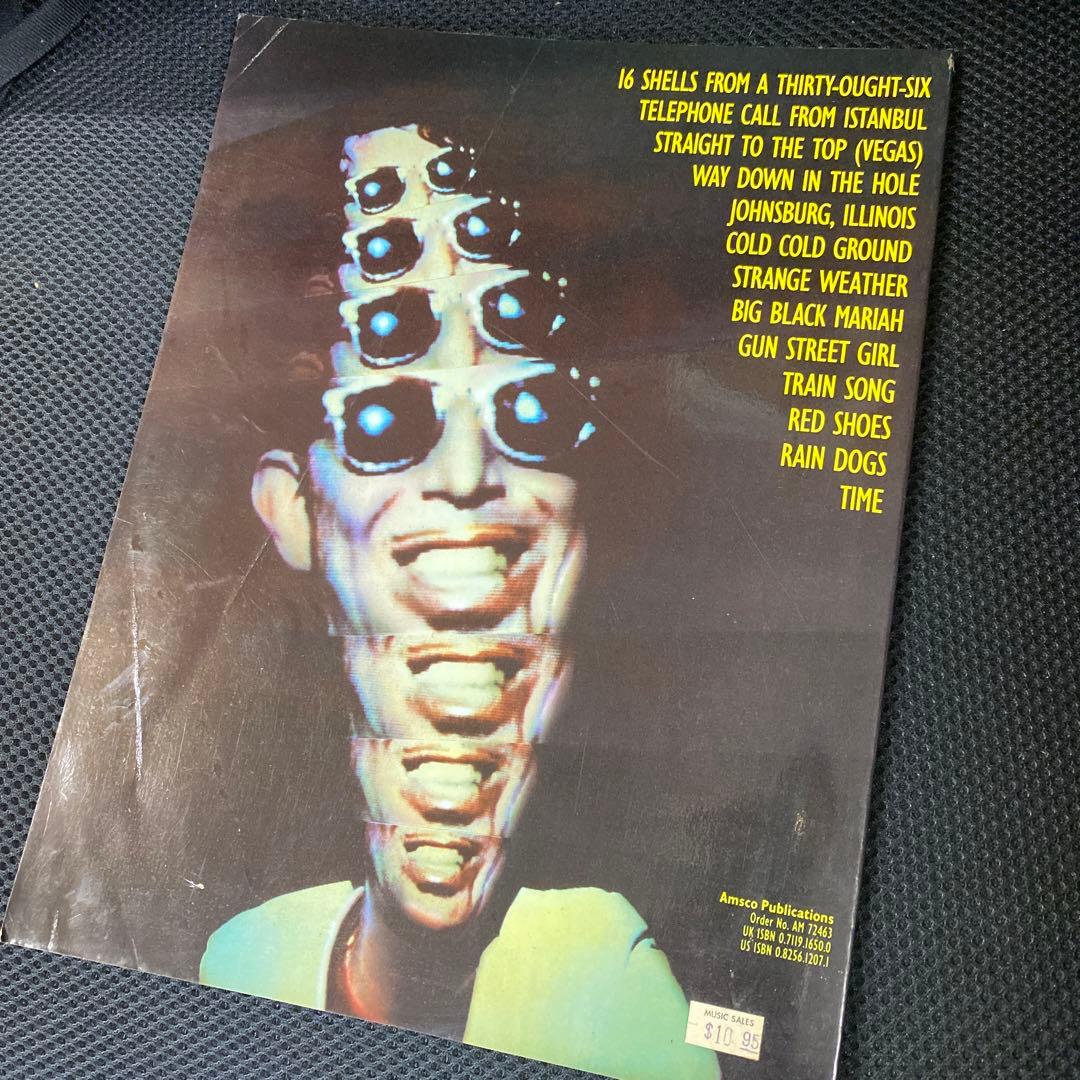 16 SHELLS FROM A THIRTY-OUGHT-SIX
TELEPHONE CALL FROM ISTANBUL
STRAIGHT TO THE TOP (VEGAS)
WAY DOWN IN THE HOLE
JOHNSBURG, ILLINOIS
COLD COLD GROUND
STRANGE WEATHER
BIG BLACK MARIAH
GUN STREET GIRL
TRAIN SONG
RED SHOES
RAIN DOGS
TIME
Amsco Publications
Order No. AM 72463
UK ISBN 0.7119.1650.0
US ISBN 0.8256.1207.1
MUSIC SALES
$10 95